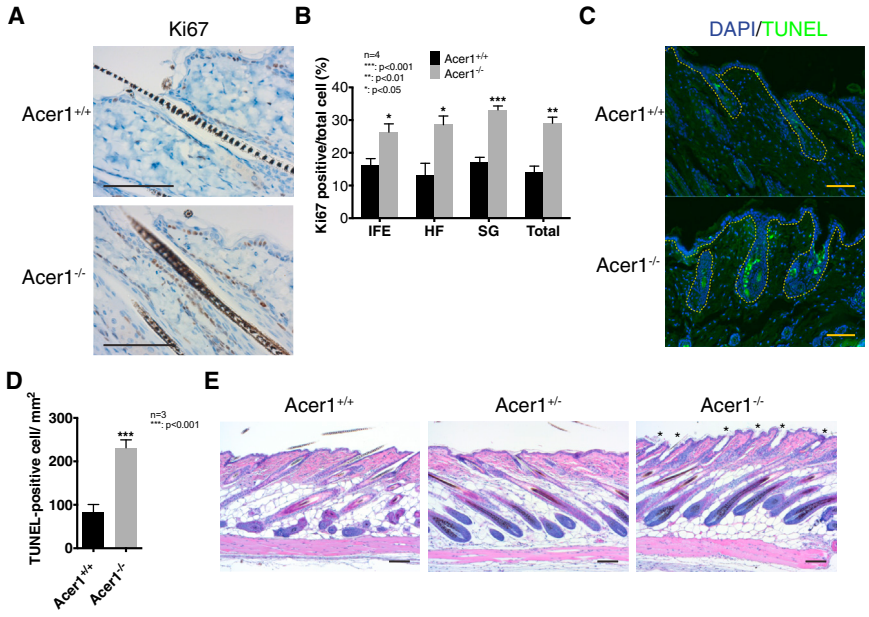 A
Ki67
Acer1+/+
Acer1-/-
B
n=4
***: p<0.001
**: p<0.01
*: p<0.05
Acer1+/+
Acer1-/-
Ki67 positive/total cell (%)
40
30
20
10
0
*
*
***
**
IFE HF SG Total
C
DAPI/TUNEL
Acer1+/+
Acer1-/-
D
n=3
***: p<0.001
TUNEL-positive cell/ mm2
300
200
100
0
***
Acer1+/+
Acer1-/-
E
Acer1+/+ Acer1+/- Acer1-/-
* * * * * *